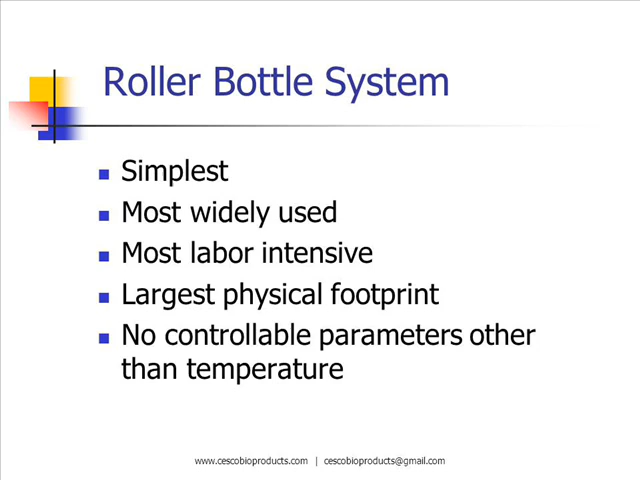 Roller Bottle System
Simplest
Most widely used
Most labor intensive
Largest physical footprint
No controllable parameters other
than temperature
www.cescobioproducts.com | cescobioproducts@gmail.com